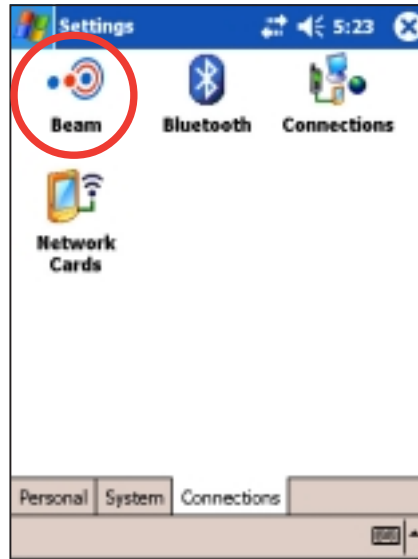 Settings 5:23
Beam Bluetooth Connections
Network
Cards
Personal System Connections